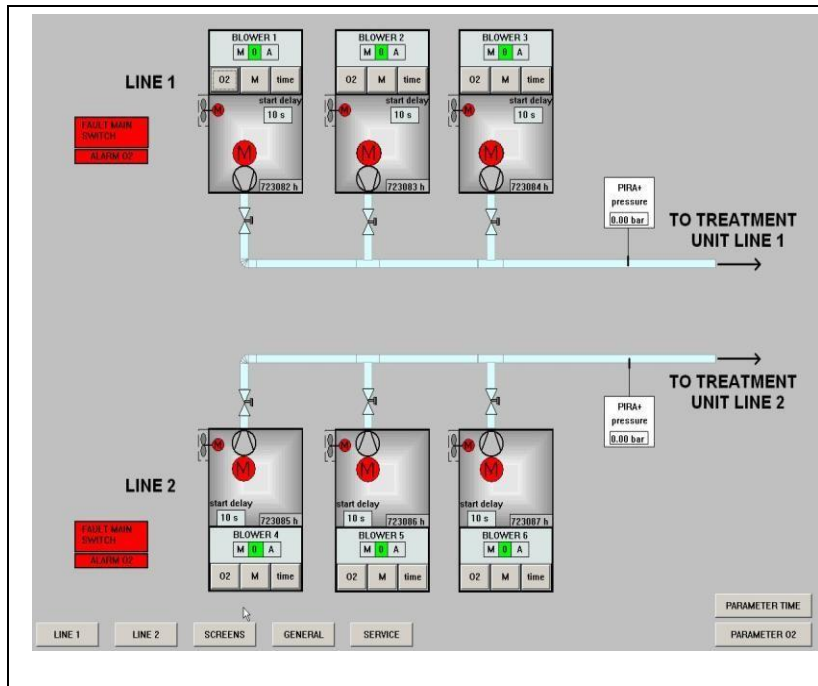 BLOWER 1 BLOWER 2 BLOWER 3
M 0 A M 0 A M 0 A
LINE 1
O2 M time O2 M time O2 M time
start delay start delay start delay
10 s 10 s 10 s
M M M
FAULT MAIN
SWITCH
ALARM O2
M M M
723082 h 723083 h 723084 h
PIRA+
pressure
0.00 bar
TO TREATMENT
UNIT LINE 1
TO TREATMENT
UNIT LINE 2
PIRA+
pressure
0.00 bar
M M M
M M M
LINE 2
start delay start delay start delay
10 s 723085 h 10 s 723086 h 10 s 723087 h
FAULT MAIN
SWITCH
ALARM O2
BLOWER 4 BLOWER 5 BLOWER 6
M 0 A M 0 A M 0 A
O2 M time O2 M time O2 M time
PARAMETER TIME
LINE 1 LINE 2 SCREENS GENERAL SERVICE PARAMETER O2